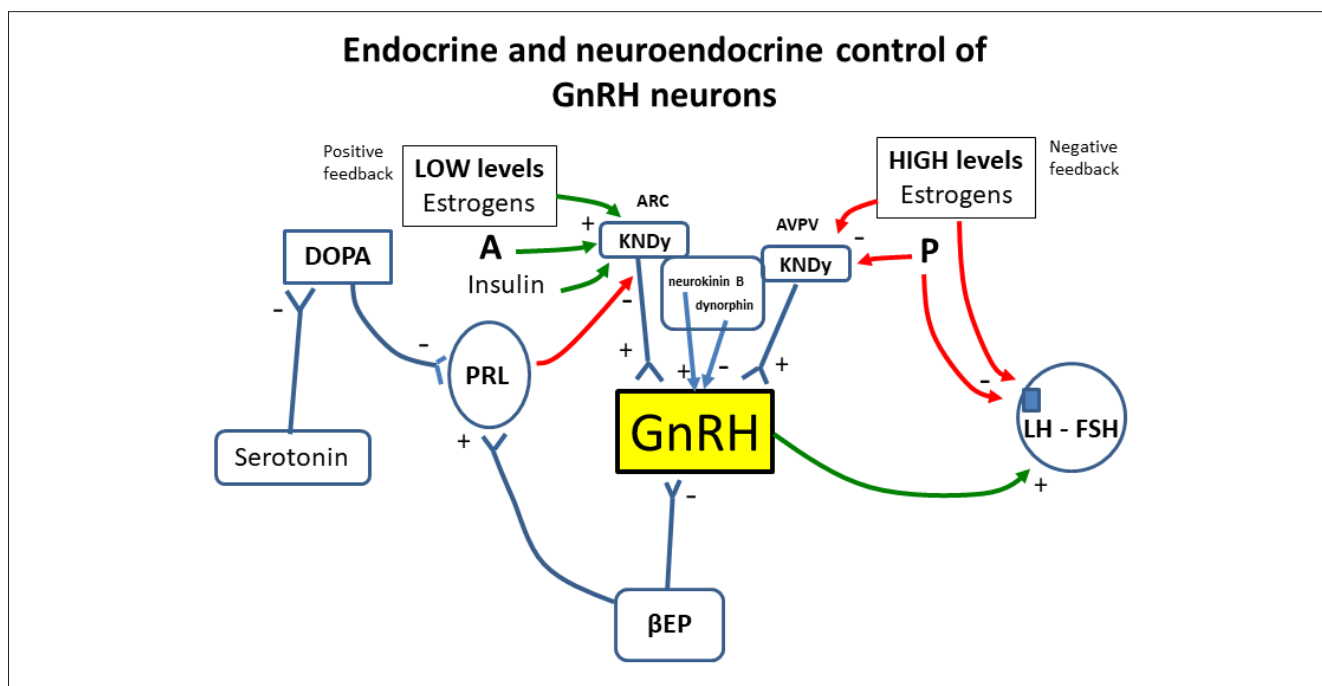 Endocrine and neuroendocrine control of
GnRH neurons
Positive
feedback
LOW levels
Estrogens
HIGH levels
Estrogens
Negative
feedback
ARC
AVPV
+
KNDy
-
KNDy
A
P
Insulin
DOPA
neurokinin B
dynorphin
-
-
-
+
+
-
+
PRL
GnRH
-
LH - FSH
+
Serotonin
+
-
βEP